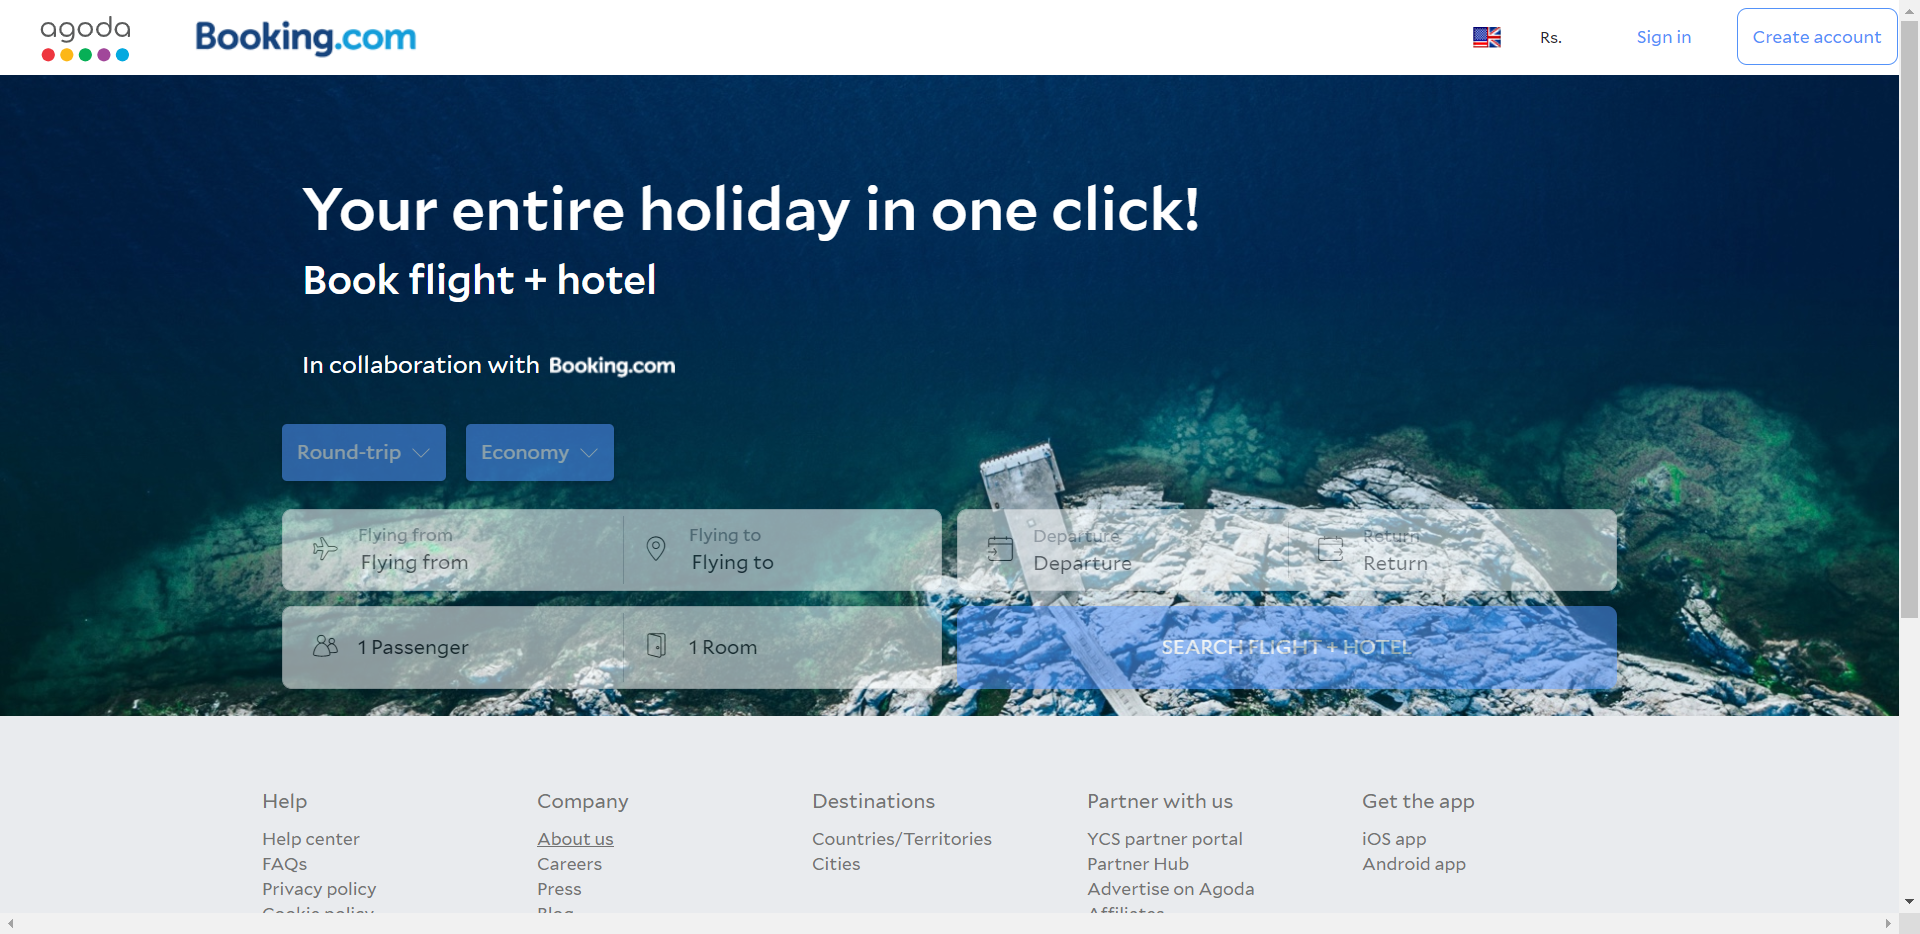 agoda
Booking.com
Rs.
Sign in
Create account
Your entire holiday in one click!
Book flight + hotel
In collaboration with Booking.com
Round-trip
Economy
Flying from
Flying from
Flying to
Flying to
Departure
Departure
Return
Return
1 Passenger
1 Room
SEARCH FLIGHT + HOTEL
Help
Help center
FAQs
Privacy policy
Cookie policy
Company
About us
Careers
Press
Blog
Destinations
Countries/Territories
Cities
Partner with us
YCS partner portal
Partner Hub
Advertise on Agoda
Affiliates
Get the app
iOS app
Android app